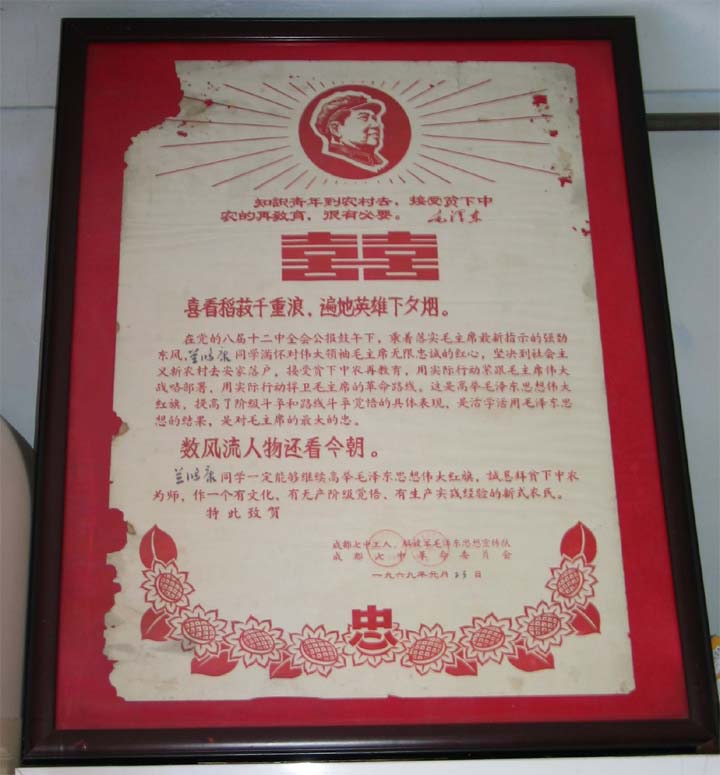 知識青年到农村去，接受贫下中
农的再教育，很有必要。 毛泽东
囍
喜看稻菽千重浪，遍地英雄下夕烟。
在党的八届十二中全会公报鼓午下，乘着落实毛主席最新指示的强劲
东风，同学满怀对伟大领袖毛主席无限忠诚的红心，坚决到社会主
义新农村去安家落户，接受贫下中农再教育，用实际行动紧跟毛主席伟大
战略部署，用实际行动捍卫毛主席的革命路线，这是高举毛泽东思想伟大
红旗，提高了阶级斗争和路线斗争觉悟的具体表现，是活学活用毛泽东思
想的结果，是对毛主席的最大的忠。
数风流人物还看今朝。
同学一定能够继续高举毛泽东思想伟大红旗，诚恳拜贫下中农
为师，作一个有文化、有无产阶级觉悟、有生产实践经验的新式农民。
特此致賀
成都七中工人、解放军毛泽东思想宣传队
成都七中革命委员会
一九六九年元月25日
忠